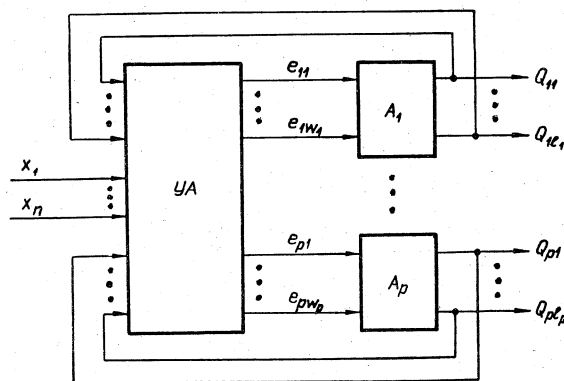 e₁₁
A₁
Q₁₁
e₁w₁
Q₁ℓ₁
x₁
УА
xₙ
eₚ₁
Aₚ
Qₚ₁
eₚwₚ
Qₚℓₚ